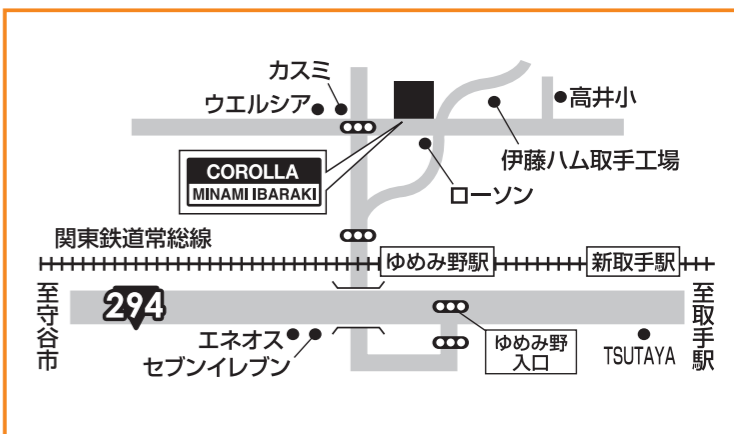 カスミ
ウエルシア
高井小
伊藤ハム取手工場
COROLLA
MINAMI IBARAKI
ローソン
関東鉄道常総線
ゆめみ野駅
新取手駅
至守谷市
294
至取手駅
エネオス
セブンイレブン
ゆめみ野
入口
TSUTAYA